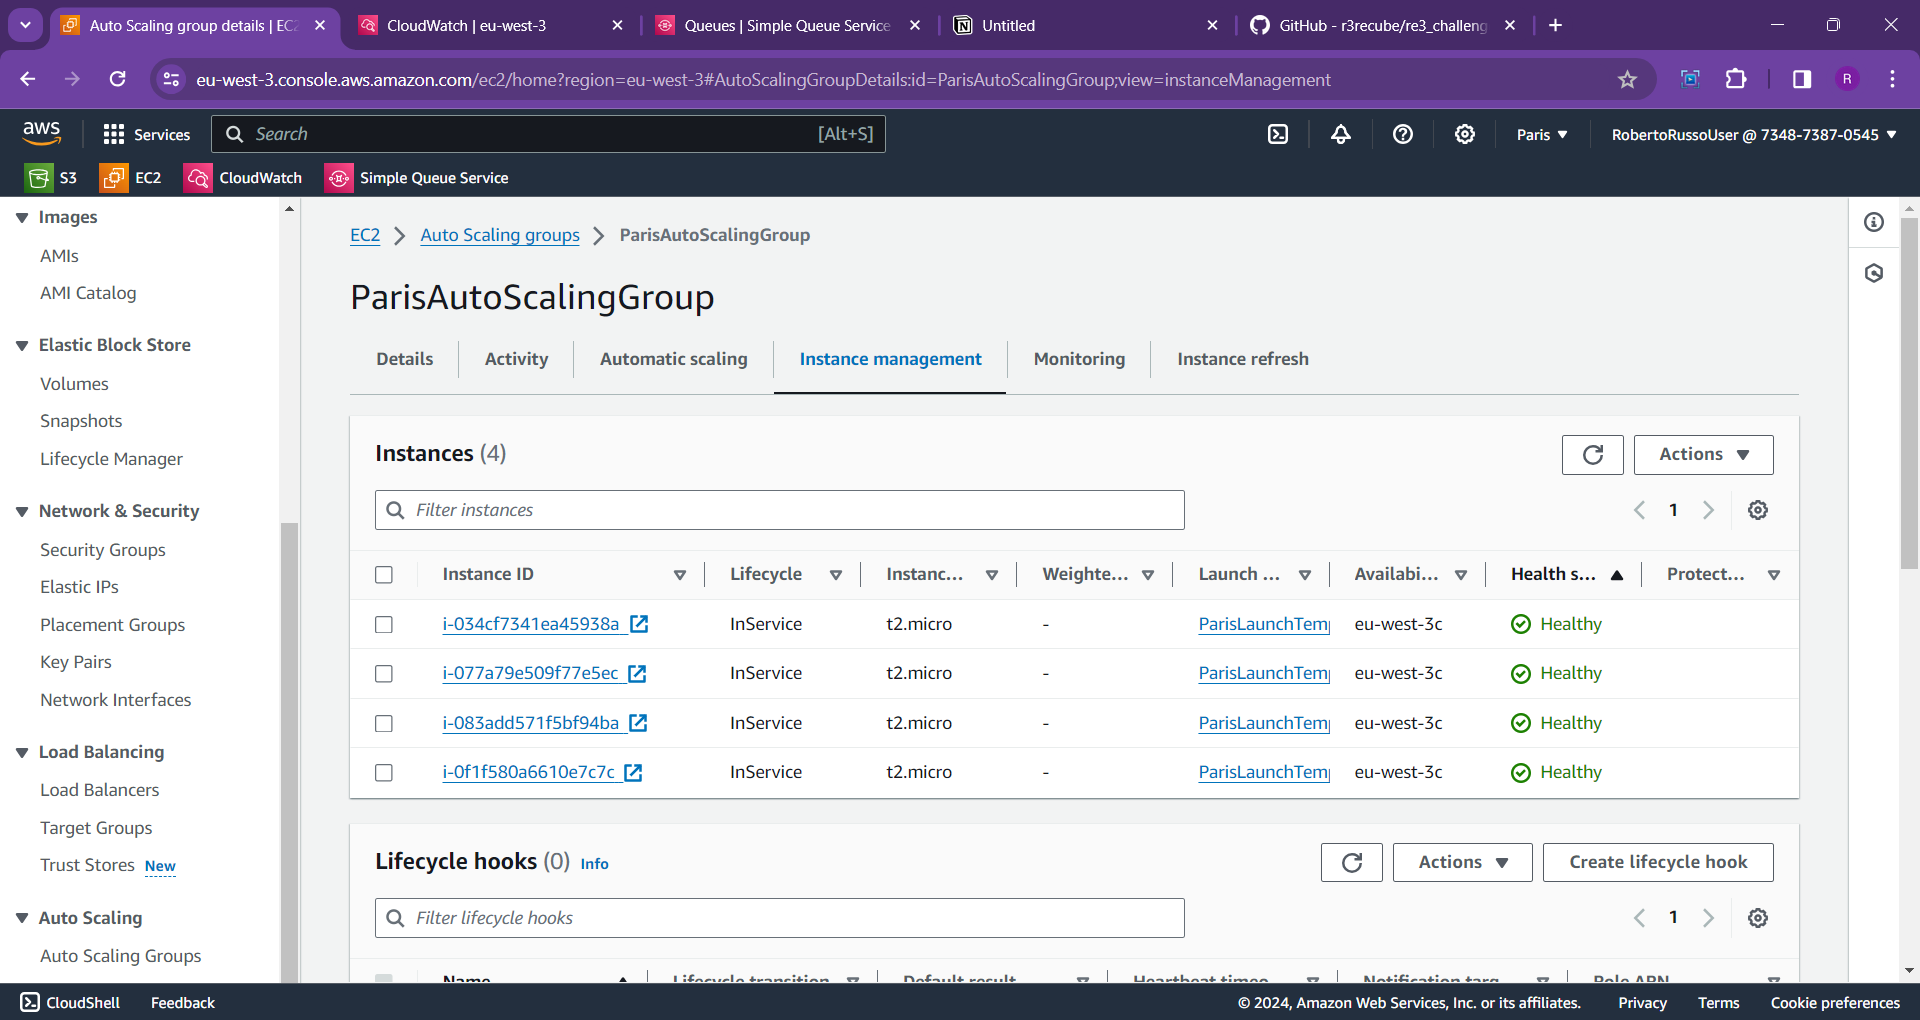 Auto Scaling group details | EC2
CloudWatch | eu-west-3
Queues | Simple Queue Service
Untitled
GitHub - r3recube/re3_challeng
eu-west-3.console.aws.amazon.com/ec2/home?region=eu-west-3#AutoScalingGroupDetails:id=ParisAutoScalingGroup;view=instanceManagement
R
aws
Services
Search
[Alt+S]
Paris
RobertoRussoUser @ 7348-7387-0545
S3
EC2
CloudWatch
Simple Queue Service
Images
AMIs
AMI Catalog
Elastic Block Store
Volumes
Snapshots
Lifecycle Manager
Network & Security
Security Groups
Elastic IPs
Placement Groups
Key Pairs
Network Interfaces
Load Balancing
Load Balancers
Target Groups
Trust Stores New
Auto Scaling
Auto Scaling Groups
EC2 > Auto Scaling groups > ParisAutoScalingGroup
ParisAutoScalingGroup
Details
Activity
Automatic scaling
Instance management
Monitoring
Instance refresh
Instances (4)
Actions
Filter instances
1
Instance ID Lifecycle Instanc... Weighte... Launch ... Availabi... Health s... Protect...
i-034cf7341ea45938a InService t2.micro - ParisLaunchTem eu-west-3c Healthy
i-077a79e509f77e5ec InService t2.micro - ParisLaunchTem eu-west-3c Healthy
i-083add571f5bf94ba InService t2.micro - ParisLaunchTem eu-west-3c Healthy
i-0f1f580a6610e7c7c InService t2.micro - ParisLaunchTem eu-west-3c Healthy
Lifecycle hooks (0) Info
Actions
Create lifecycle hook
Filter lifecycle hooks
1
Name Lifecycle transition Default result Heartbeat timeo Notification targ Role ARN
CloudShell
Feedback
© 2024, Amazon Web Services, Inc. or its affiliates.
Privacy
Terms
Cookie preferences